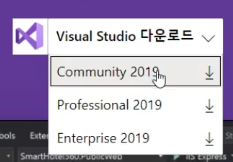 Visual Studio 다운로드
Community 2019
Professional 2019
Enterprise 2019
SmartHotel360.PublicWeb
IIS Express